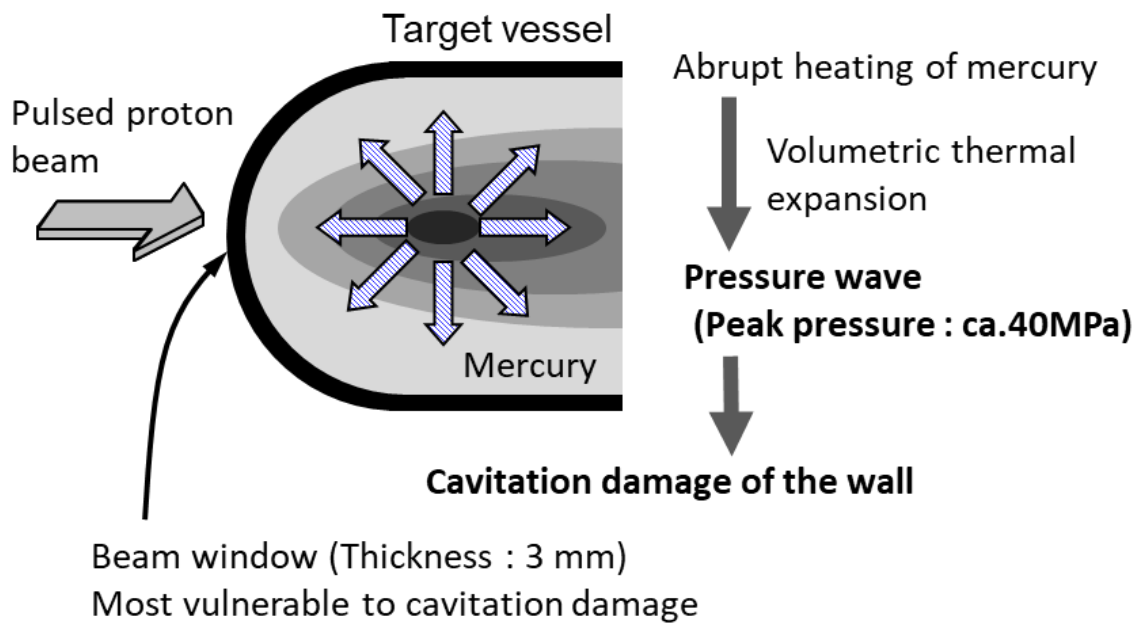 Target vessel
Pulsed proton
beam
Mercury
Abrupt heating of mercury
Volumetric thermal
expansion
Pressure wave
(Peak pressure : ca.40MPa)
Cavitation damage of the wall
Beam window (Thickness : 3 mm)
Most vulnerable to cavitation damage